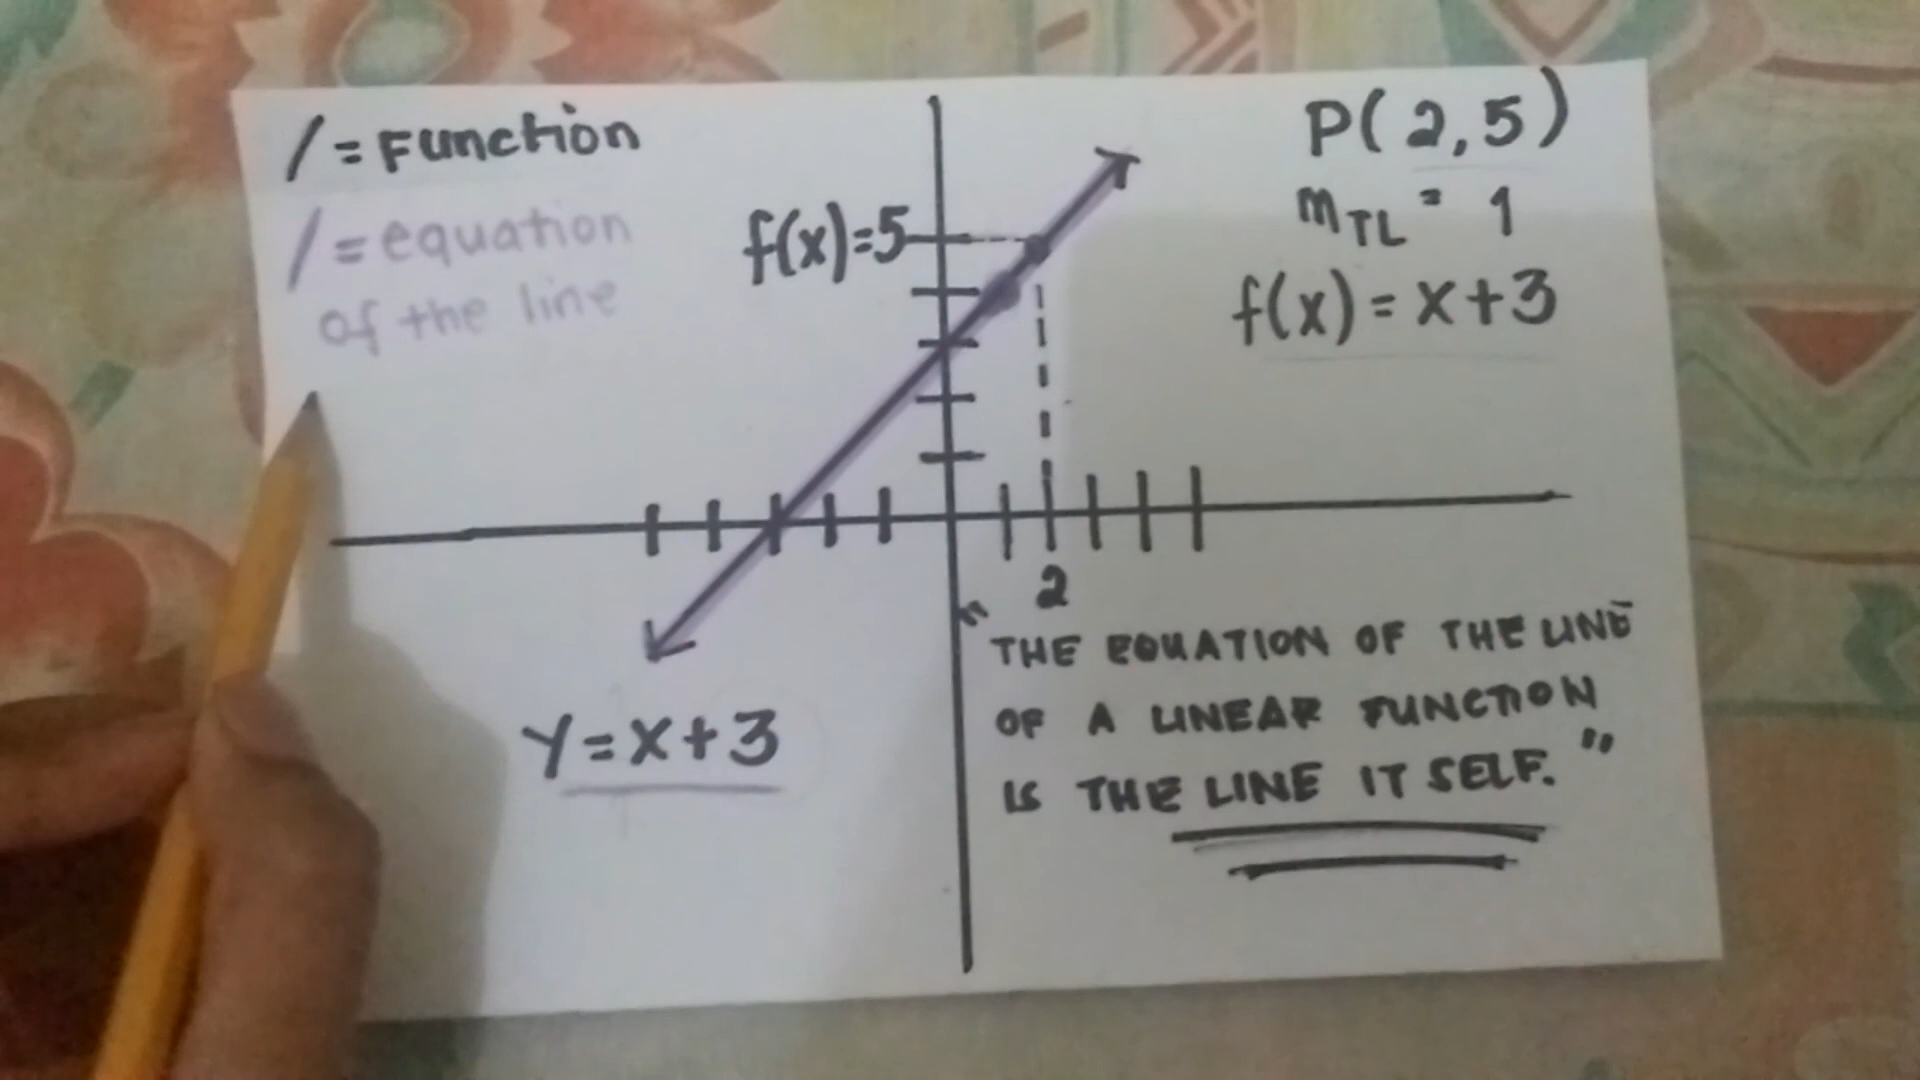 / = Function
/ = equation
of the line
f(x)=5
P(2,5)
mTL = 1
f(x) = x+3
2
y=x+3
"THE EQUATION OF THE LINE
OF A LINEAR FUNCTION
IS THE LINE IT SELF."